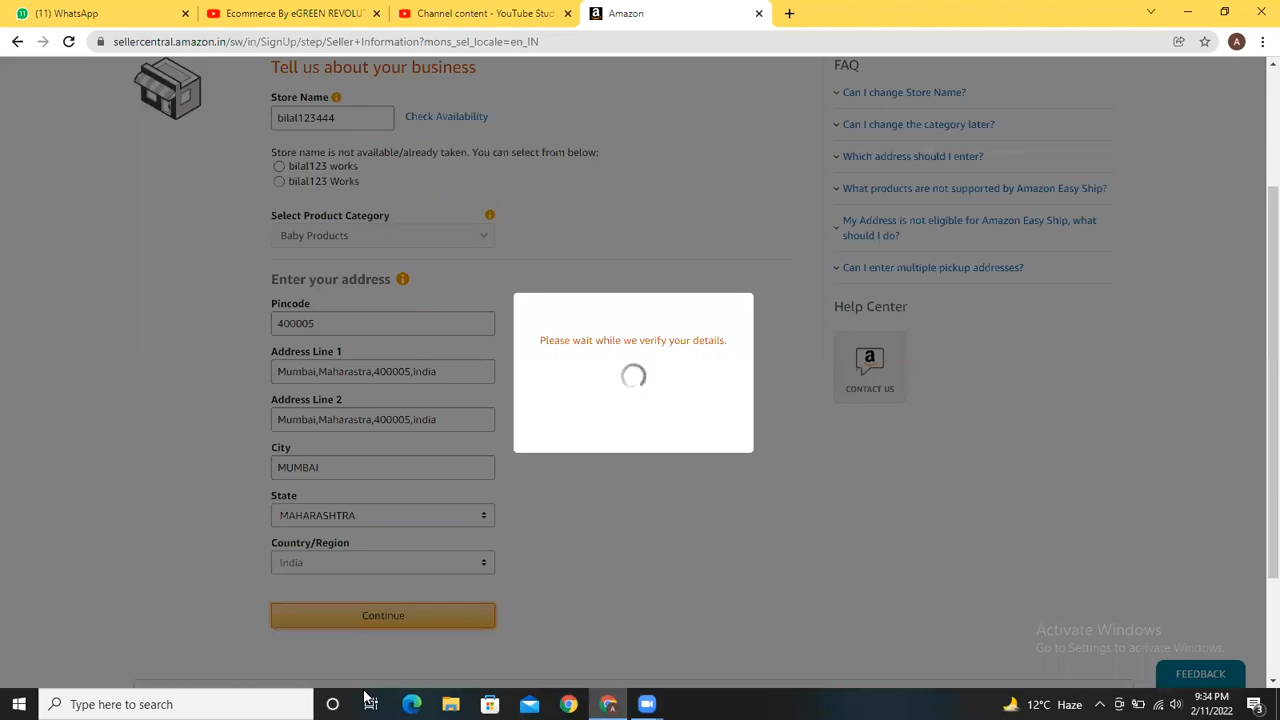 (11) WhatsApp
Ecommerce By eGREEN REVOLU
Channel content - YouTube Stud
Amazon
sellercentral.amazon.in/sw/in/SignUp/step/Seller+Information?mons_sel_locale=en_IN
A
Tell us about your business
Store Name
bilal123444
Check Availability
Store name is not available/already taken. You can select from below:
bilal123 works
bilal123 Works
Select Product Category
Baby Products
Enter your address
Pincode
400005
Address Line 1
Mumbai,Maharastra,400005,india
Address Line 2
Mumbai,Maharastra,400005,india
City
MUMBAI
State
MAHARASHTRA
Country/Region
India
Continue
Please wait while we verify your details.
FAQ
Can I change Store Name?
Can I change the category later?
Which address should I enter?
What products are not supported by Amazon Easy Ship?
My Address is not eligible for Amazon Easy Ship, what
should I do?
Can I enter multiple pickup addresses?
Help Center
a
CONTACT US
Activate Windows
Go to Settings to activate Windows.
FEEDBACK
Type here to search
12°C Haze
9:34 PM
2/11/2022
3